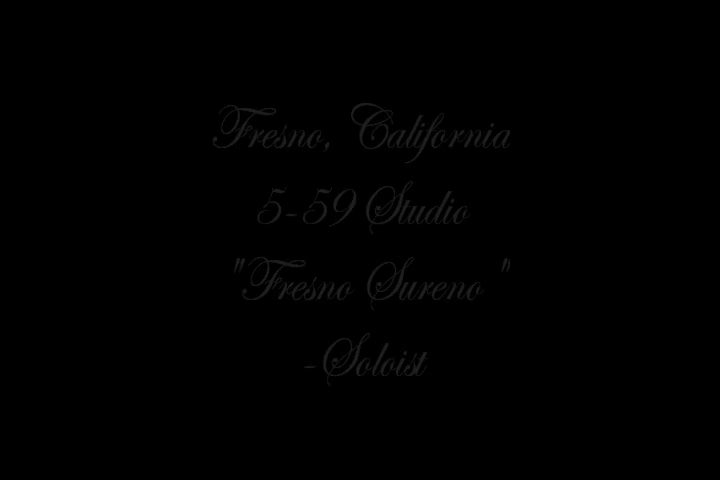 Fresno, California
5-59 Studio
"Fresno Sureno "
-Soloist